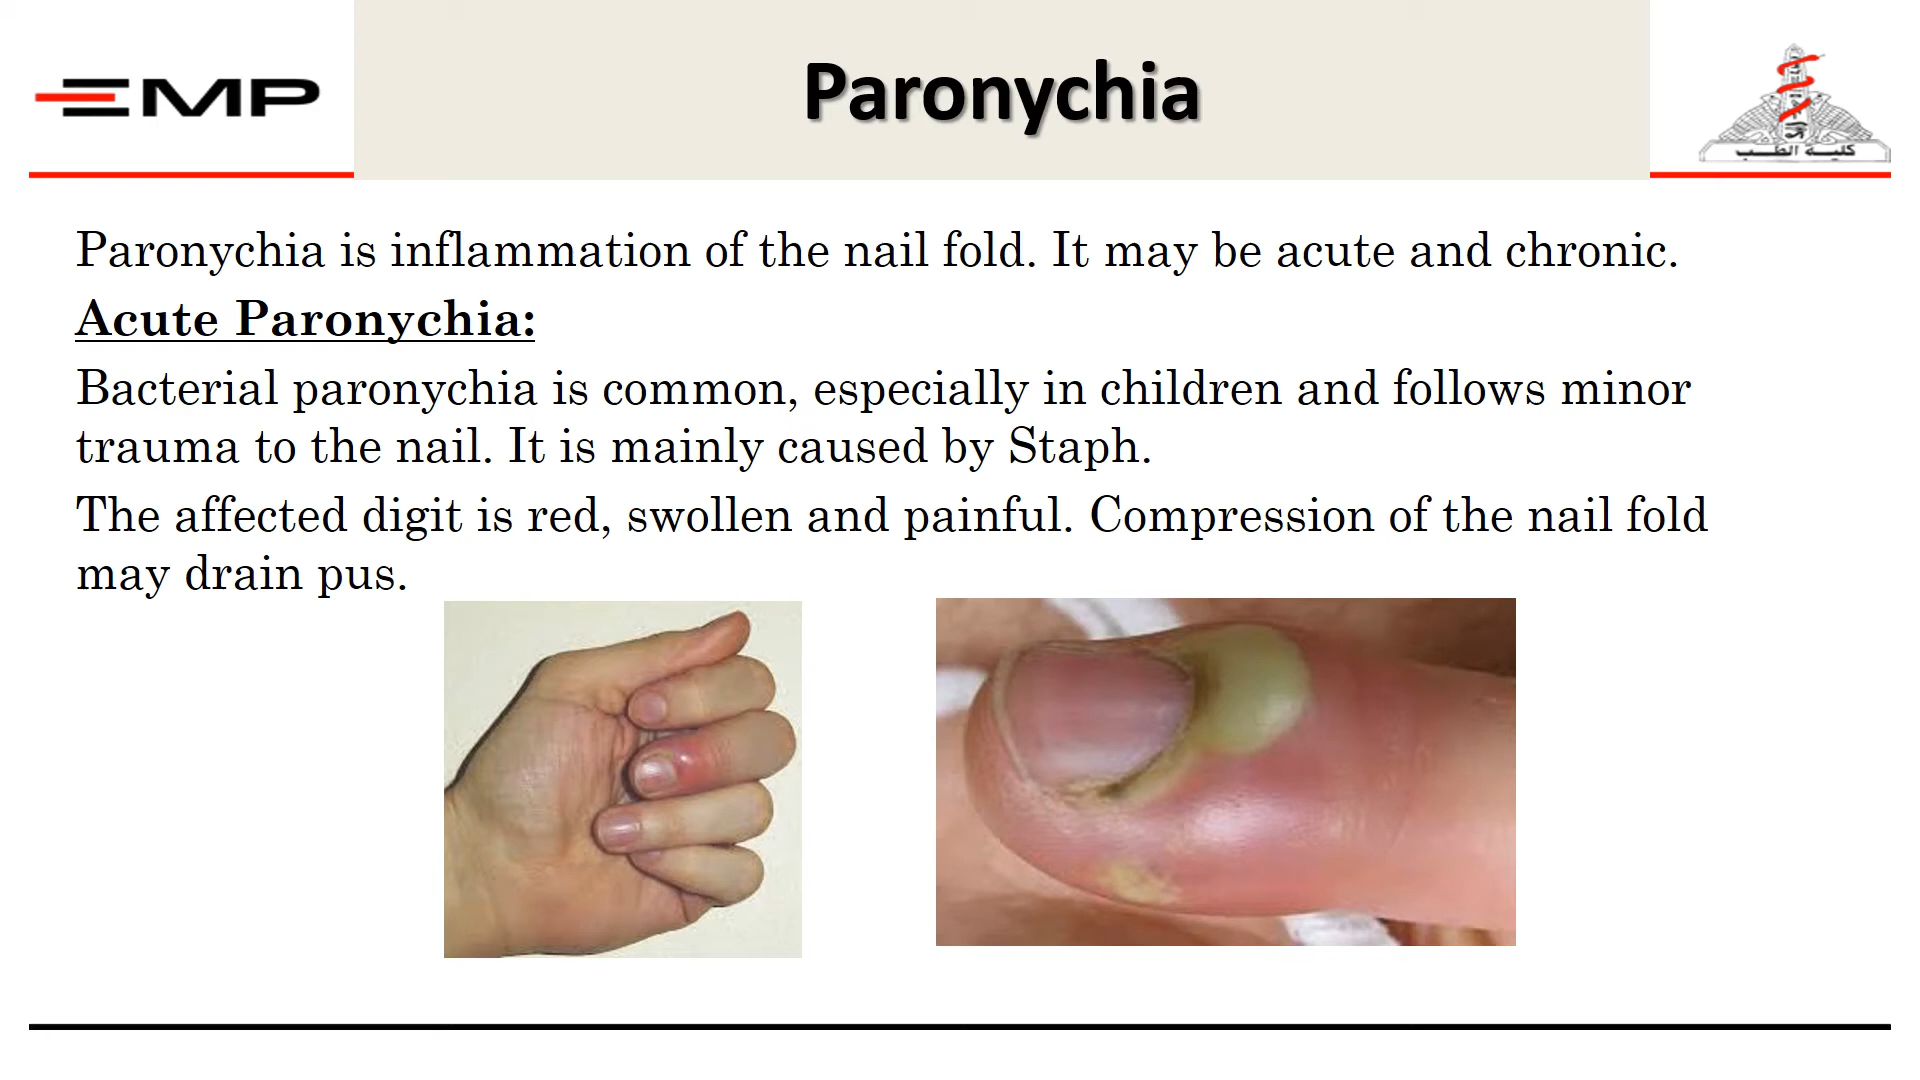 EMP
Paronychia
كلية الطب
Paronychia is inflammation of the nail fold. It may be acute and chronic.
Acute Paronychia:
Bacterial paronychia is common, especially in children and follows minor
trauma to the nail. It is mainly caused by Staph.
The affected digit is red, swollen and painful. Compression of the nail fold
may drain pus.